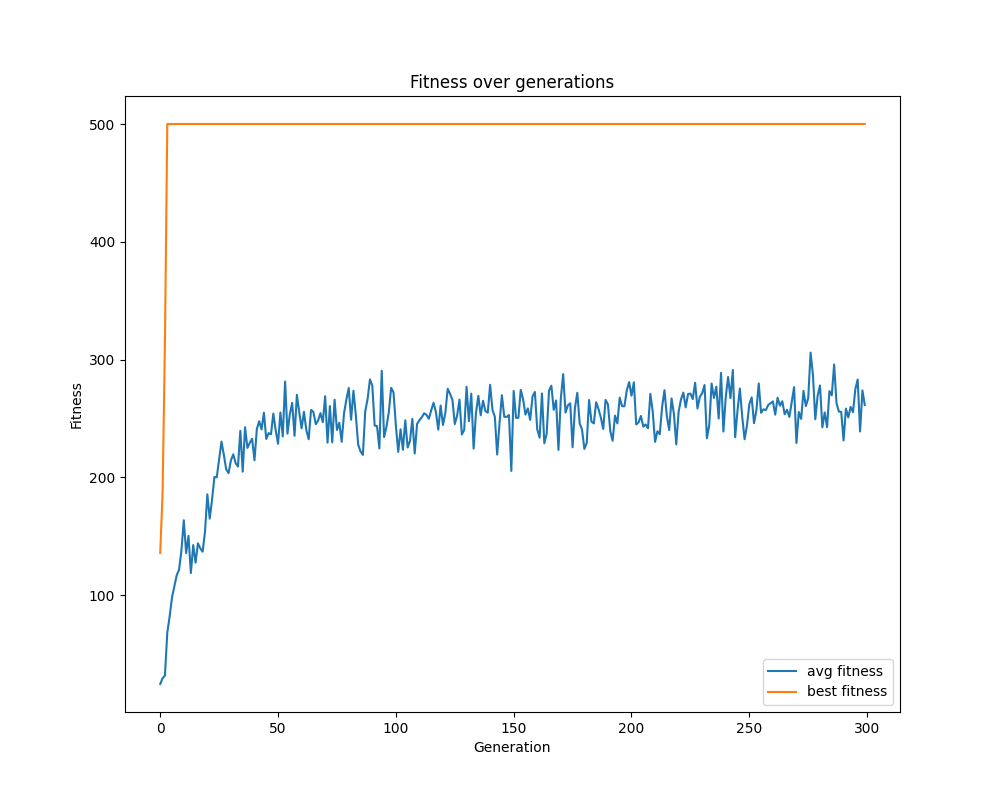 Fitness over generations
500
400
300
200
100
Fitness
0 50 100 150 200 250 300
Generation
avg fitness
best fitness